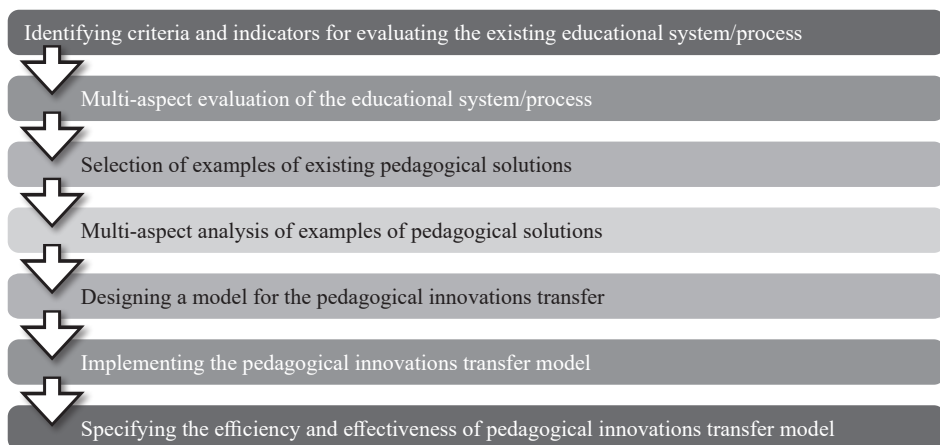 Identifying criteria and indicators for evaluating the existing educational system/process
Multi-aspect evaluation of the educational system/process
Selection of examples of existing pedagogical solutions
Multi-aspect analysis of examples of pedagogical solutions
Designing a model for the pedagogical innovations transfer
Implementing the pedagogical innovations transfer model
Specifying the efficiency and effectiveness of pedagogical innovations transfer model